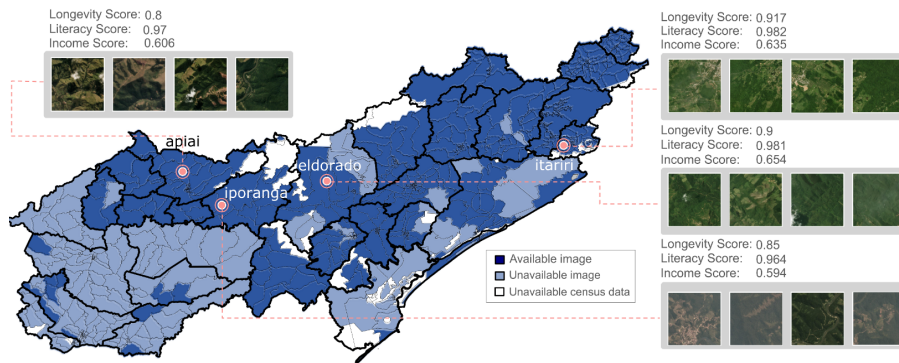 Longevity Score: 0.8
Literacy Score: 0.97
Income Score: 0.606
Longevity Score: 0.917
Literacy Score: 0.982
Income Score: 0.635
apiai
iporanga
eldorado
itariri
Longevity Score: 0.9
Literacy Score: 0.981
Income Score: 0.654
Longevity Score: 0.85
Literacy Score: 0.964
Income Score: 0.594
Available image
Unavailable image
Unavailable census data